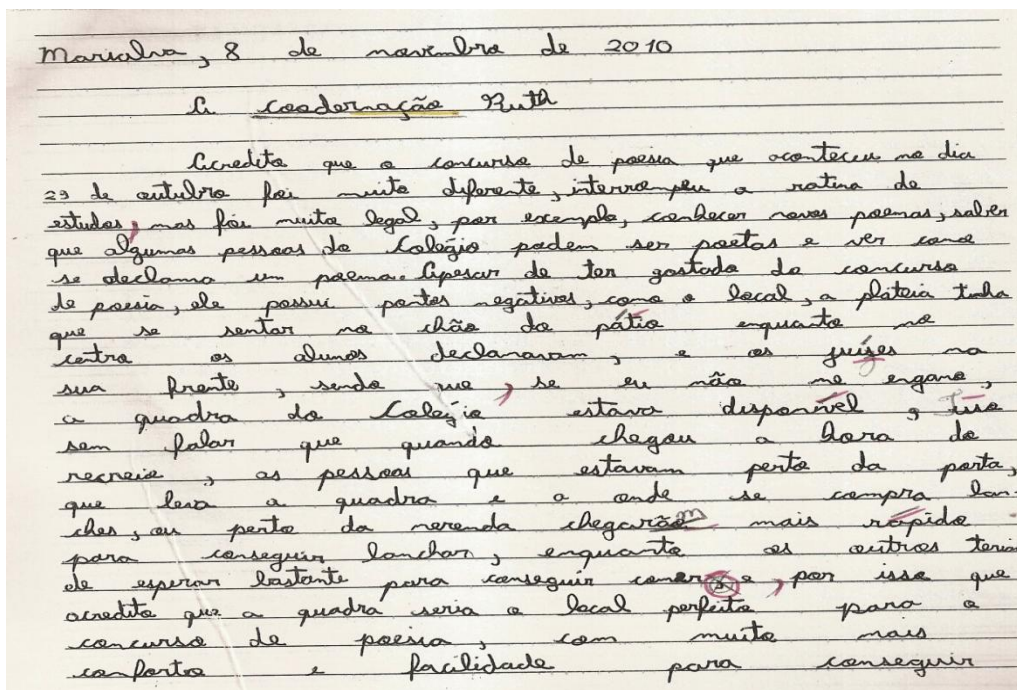 Marialva, 8 de novembro de 2010
A coodernação Ruth
Acredito que o concurso de poesia que aconteceu no dia
29 de outubro foi muito diferente, interrompeu a rotina de
estudos, mas foi muito legal, por exemplo, conhecer novos poemas, saber
que algumas pessoas do Colégio podem ser poetas e ver como
se declama um poema. Apesar de ter gostado do concurso
de poesia, ele possui pontos negativos, como o local, a platéia tinha
que se sentar no chão do pátio enquanto no
centro os alunos declamavam, e os juíses na
sua frente, sendo que, se eu não me engano,
a quadra do Colégio estava disponível, isso
sem falar que quando chegou a hora do
recreio, as pessoas que estavam perto da porta,
que leva a quadra e a onde se compra lan-
ches, ou perto da merenda chegarão mais rápido
para conseguir lanchar, enquanto os outros teria
de esperar bastante para conseguir comer e, por isso que
acredito que a quadra seria o local perfeito para o
concurso de poesia, com muito mais
conforto e facilidade para conseguir